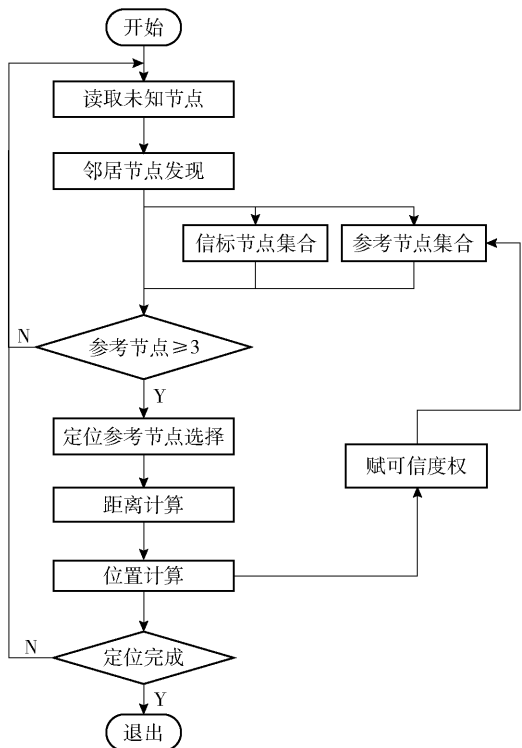 开始
读取未知节点
邻居节点发现
信标节点集合
参考节点集合
N
参考节点≥3
Y
定位参考节点选择
赋可信度权
距离计算
位置计算
N
定位完成
Y
退出